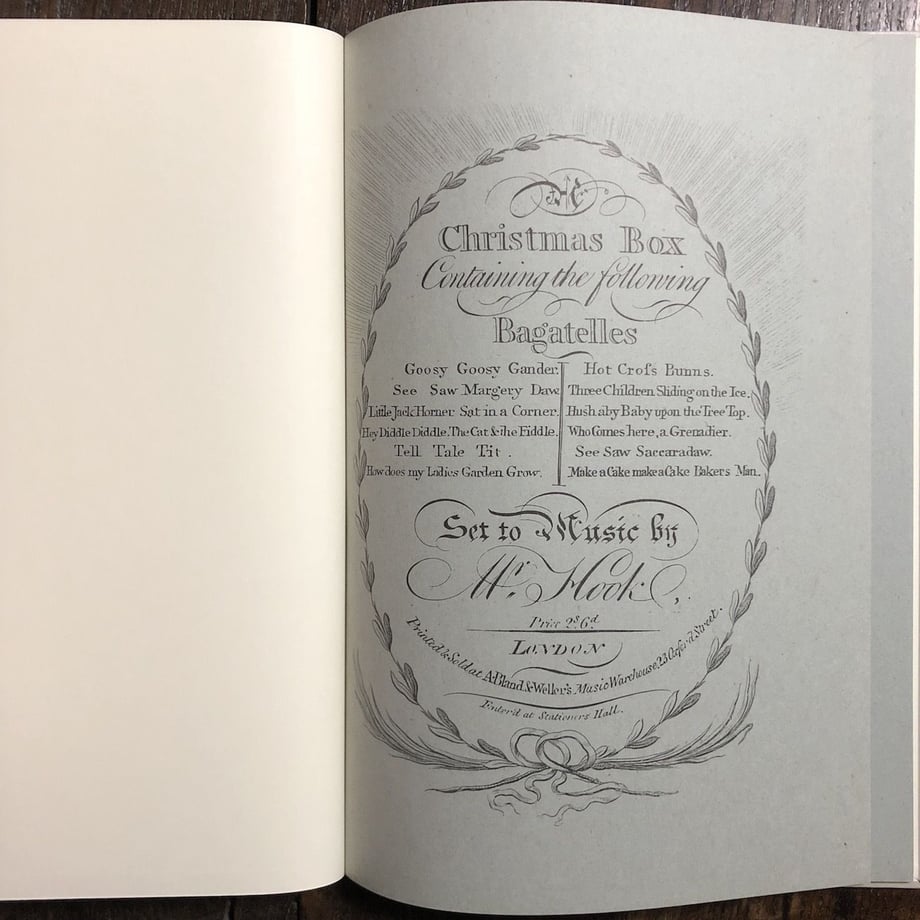 The
Christmas Box
Containing the following
Bagatelles
Goosy Goosy Gander.
See Saw Margery Daw
Little Jack Horner Sat in a Corner.
Hey Diddle Diddle, The Cat & the Fiddle.
Tell Tale Tit.
How does my Ladies Garden Grow.
Hot Croſs Bunns.
Three Children Sliding on the Ice.
Hush a by Baby upon the Tree Top.
Who Comes here, a Grenadier.
See Saw Saccaradaw.
Make a Cake make a Cake Bakers Man.
Set to Music by
Mr. Hook,
Price 2s. 6d
LONDON
Printed & Sold at A. Bland & Weller's Music Warehouse, 23 Oxford Street.
Enter'd at Stationers Hall.